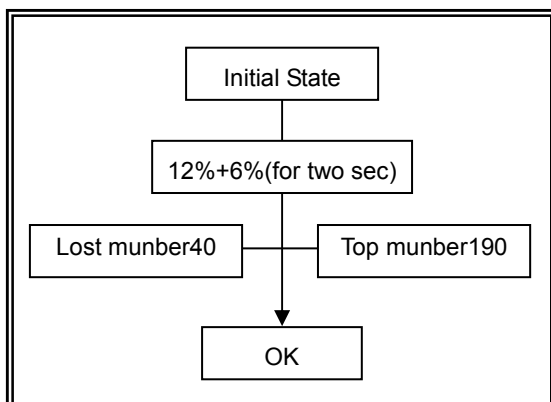 Initial State
12%+6%(for two sec)
Lost munber40
Top munber190
OK